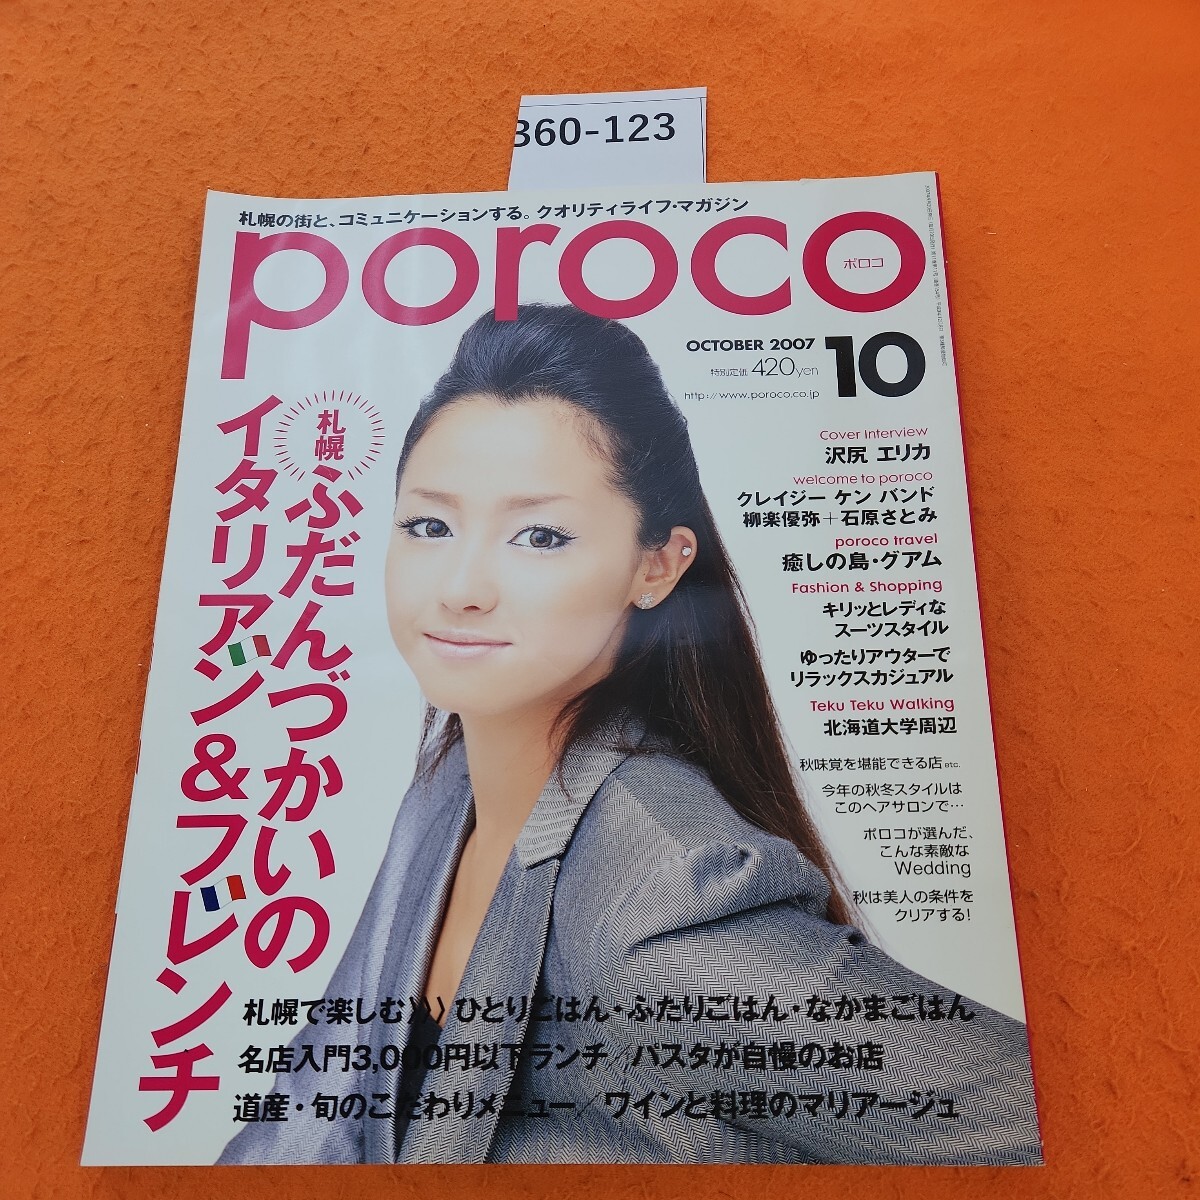 360-123
札幌の街と、コミュニケーションする。クオリティライフ・マガジン
poroco
ポロコ
OCTOBER 2007
10
特別定価 420yen
http://www.poroco.co.jp
札幌
ふだんづかいの
イタリアン&フレンチ
Cover Interview
沢尻 エリカ
welcome to poroco
クレイジー ケン バンド
柳楽優弥+石原さとみ
poroco travel
癒しの島・グアム
Fashion & Shopping
キリッとレディな
スーツスタイル
ゆったりアウターで
リラックスカジュアル
Teku Teku Walking
北海道大学周辺
秋味覚を堪能できる店etc.
今年の秋冬スタイルは
このヘアサロンで…
ポロコが選んだ、
こんな素敵な
Wedding
秋は美人の条件を
クリアする!
札幌で楽しむ》》ひとりごはん・ふたりごはん・なかまごはん
名店入門3,000円以下ランチ/パスタが自慢のお店
道産・旬のこだわりメニュー/ワインと料理のマリアージュ